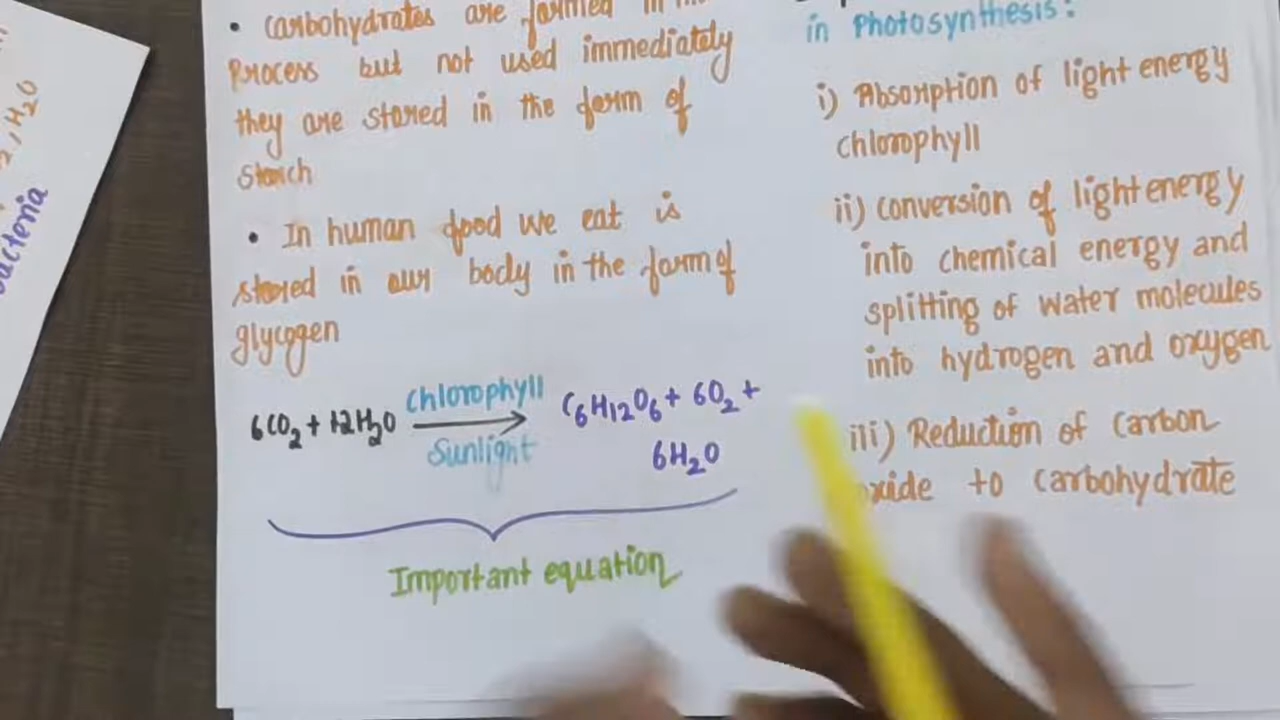 • carbohydrates are formed in
process but not used immediately
they are stored in the form of
starch
• In human food we eat is
stored in our body in the form of
glycogen
6CO₂ + 12H₂O Chlorophyll Sunlight → C₆H₁₂O₆ + 6O₂ +
6H₂O
Important equation
in Photosynthesis:
i) Absorption of light energy
chlorophyll
ii) conversion of light energy
into chemical energy and
splitting of water molecules
into hydrogen and oxygen
iii) Reduction of carbon
oxide to carbohydrate
H₂O
bacteria